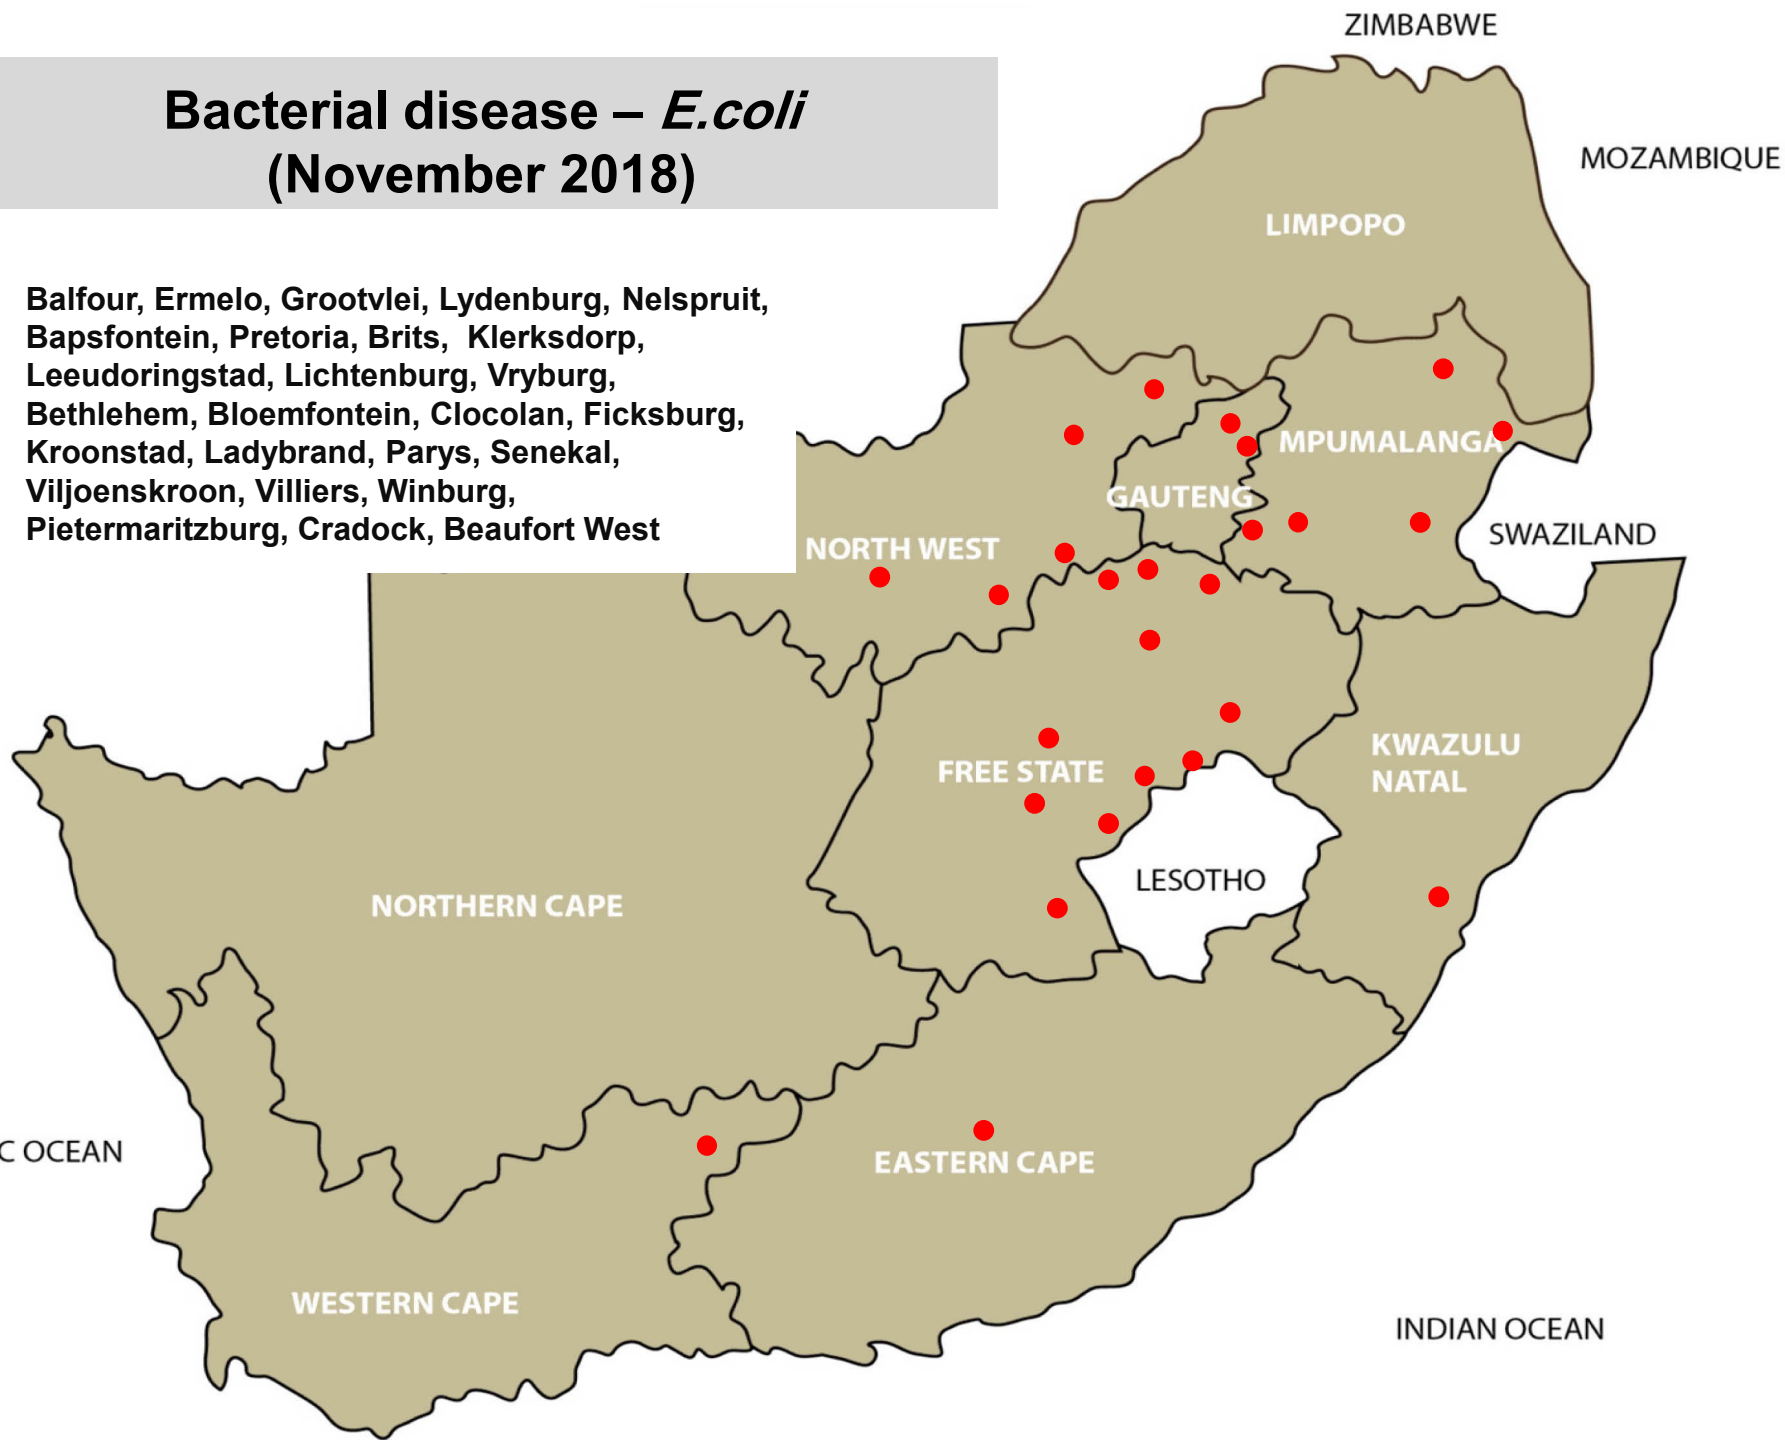 ZIMBABWE
Bacterial disease – E.coli
(November 2018)
MOZAMBIQUE
LIMPOPO
Balfour, Ermelo, Grootvlei, Lydenburg, Nelspruit,
Bapsfontein, Pretoria, Brits, Klerksdorp,
Leeudoringstad, Lichtenburg, Vryburg,
Bethlehem, Bloemfontein, Clocolan, Ficksburg,
Kroonstad, Ladybrand, Parys, Senekal,
Viljoenskroon, Villiers, Winburg,
Pietermaritzburg, Cradock, Beaufort West
MPUMALANGA
GAUTENG
NORTH WEST
SWAZILAND
KWAZULU
NATAL
FREE STATE
LESOTHO
NORTHERN CAPE
C OCEAN
EASTERN CAPE
WESTERN CAPE
INDIAN OCEAN